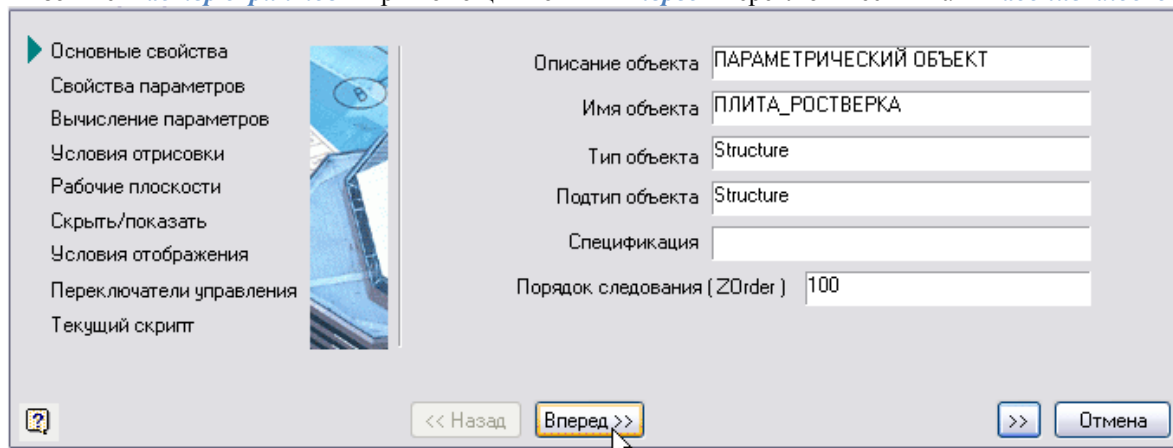 Основные свойства
Свойства параметров
Вычисление параметров
Условия отрисовки
Рабочие плоскости
Скрыть/показать
Условия отображения
Переключатели управления
Текущий скрипт
B
Описание объекта ПАРАМЕТРИЧЕСКИЙ ОБЪЕКТ
Имя объекта ПЛИТА_РОСТВЕРКА
Тип объекта Structure
Подтип объекта Structure
Спецификация
Порядок следования ( ZOrder ) 100
? << Назад Вперед >> >> Отмена